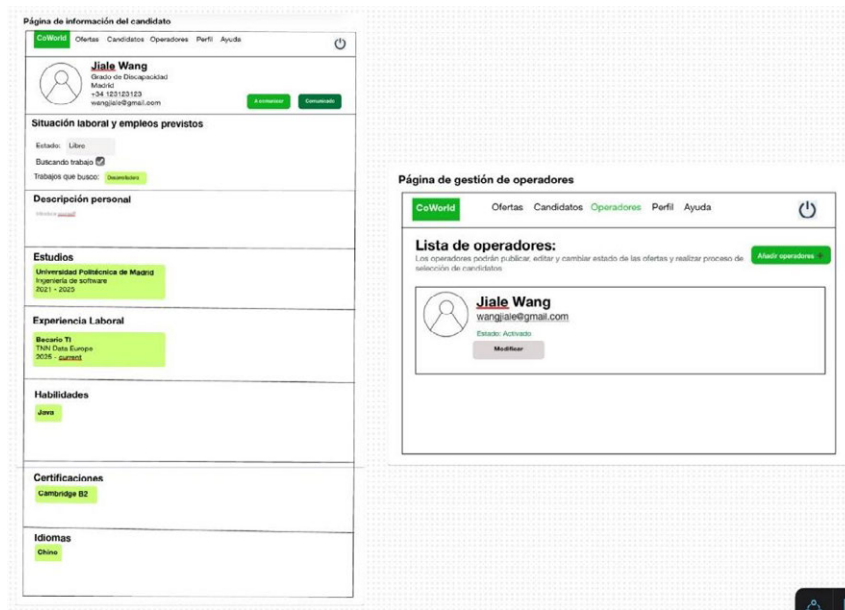 Página de información del candidato
CoWorld Ofertas Candidatos Operadores Perfil Ayuda
Jiale Wang
Grado de Discapacidad
Madrid
+34 123123123
wangjiale@gmail.com
Comunicado
Situación laboral y empleos previstos
Estado: Libre
Buscando trabajo
Trabajos que busco:
Descripción personal
Estudios
Universidad Politécnica de Madrid
Ingeniería de software
2021 - 2025
Experiencia Laboral
Becario TI
TNN Data Europe
2025 - current
Habilidades
Java
Certificaciones
Cambridge B2
Idiomas
Chino
Página de gestión de operadores
CoWorld Ofertas Candidatos Operadores Perfil Ayuda
Lista de operadores:
Los operadores podrán publicar, editar y cambiar estado de las ofertas y realizar proceso de
selección de candidatos
Añadir operadores +
Jiale Wang
wangjiale@gmail.com
Estado: Activado
Modificar